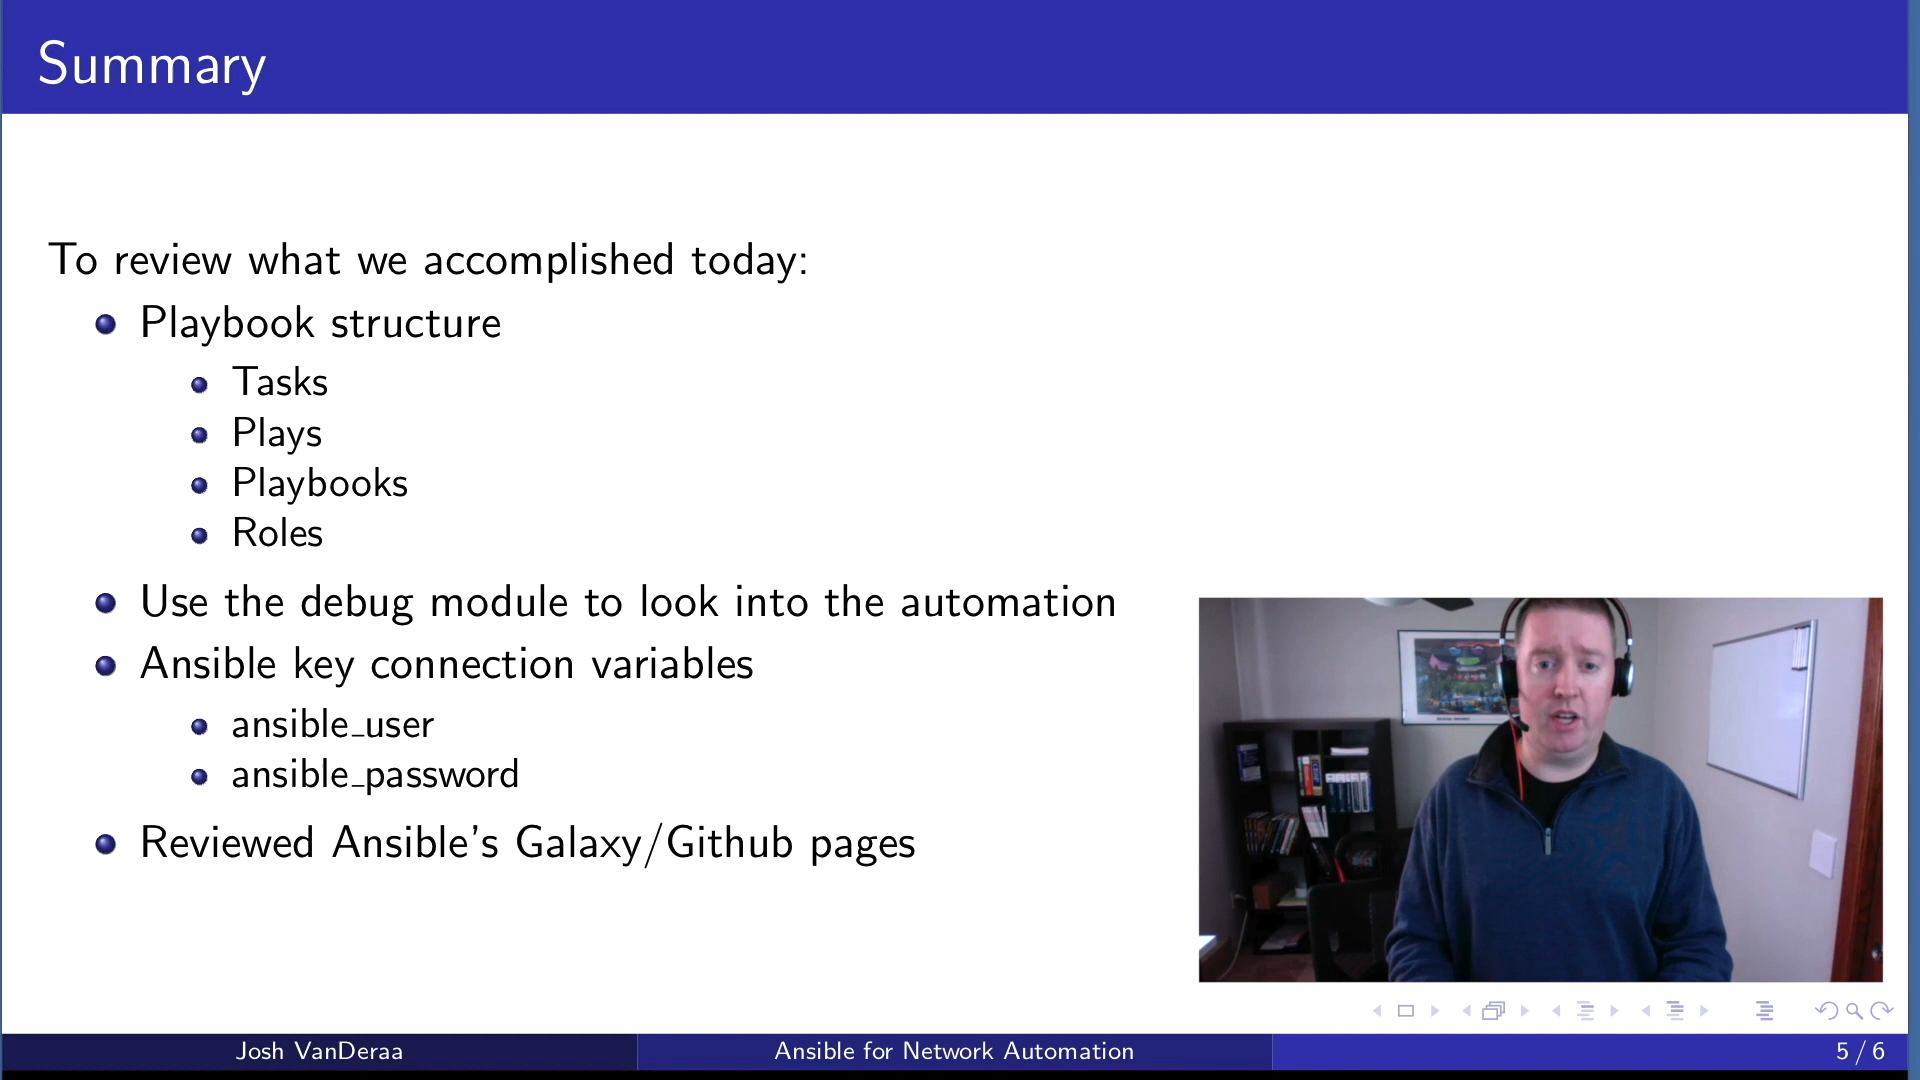 Summary
To review what we accomplished today:
Playbook structure
Tasks
Plays
Playbooks
Roles
Use the debug module to look into the automation
Ansible key connection variables
ansible_user
ansible_password
Reviewed Ansible's Galaxy/Github pages
Josh VanDeraa
Ansible for Network Automation
5 / 6